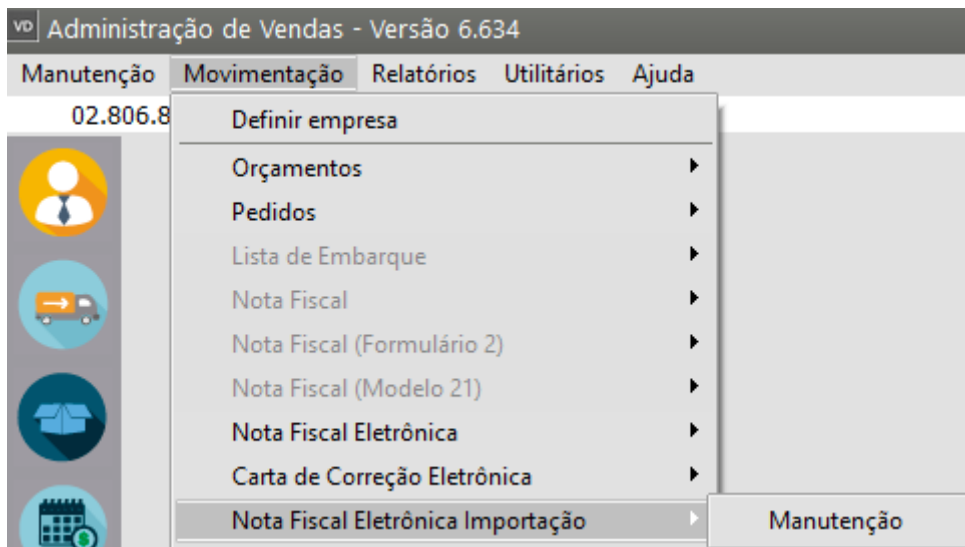 VD Administração de Vendas - Versão 6.634
Manutenção Movimentação Relatórios Utilitários Ajuda
02.806.8
Definir empresa
Orçamentos
Pedidos
Lista de Embarque
Nota Fiscal
Nota Fiscal (Formulário 2)
Nota Fiscal (Modelo 21)
Nota Fiscal Eletrônica
Carta de Correção Eletrônica
Nota Fiscal Eletrônica Importação Manutenção